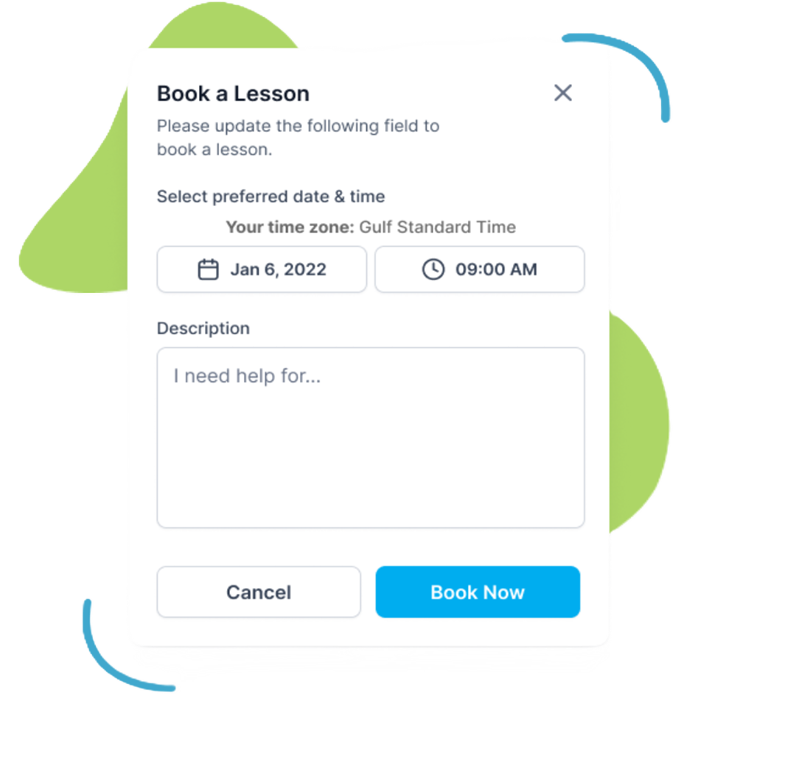 Book a Lesson
Please update the following field to
book a lesson.
Select preferred date & time
Your time zone: Gulf Standard Time
Jan 6, 2022
09:00 AM
Description
I need help for...
Cancel
Book Now